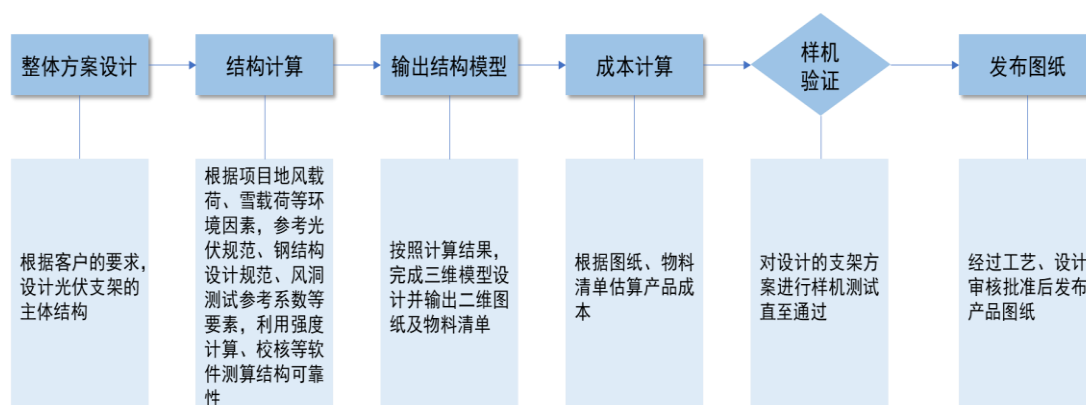 整体方案设计
结构计算
输出结构模型
成本计算
样机
验证
发布图纸
根据客户的要求，
设计光伏支架的
主体结构
根据项目地风载
荷、雪载荷等环
境因素，参考光
伏规范、钢结构
设计规范、风洞
测试参考系数等
要素，利用强度
计算、校核等软
件测算结构可靠
性
按照计算结果，
完成三维模型设
计并输出二维图
纸及物料清单
根据图纸、物料
清单估算产品成
本
对设计的支架方
案进行样机测试
直至通过
经过工艺、设计
审核批准后发布
产品图纸